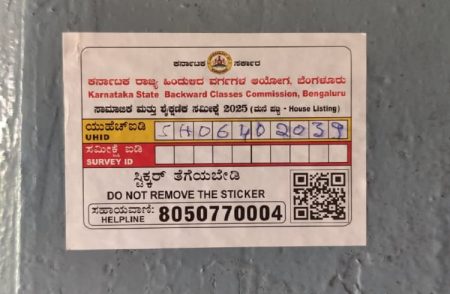 ಕರ್ನಾಟಕ ಸರ್ಕಾರ
ಕರ್ನಾಟಕ ರಾಜ್ಯ ಹಿಂದುಳಿದ ವರ್ಗಗಳ ಆಯೋಗ, ಬೆಂಗಳೂರು
Karnataka State Backward Classes Commission, Bengaluru
ಸಾಮಾಜಿಕ ಮತ್ತು ಶೈಕ್ಷಣಿಕ ಸಮೀಕ್ಷೆ 2025 (ಮನೆ ಪಟ್ಟಿ - House Listing)
ಯುಹೆಚ್ಐಡಿ
UHID
SH06402039
ಸಮೀಕ್ಷೆ ಐಡಿ
SURVEY ID
ಸ್ಟಿಕ್ಕರ್ ತೆಗೆಯಬೇಡಿ
DO NOT REMOVE THE STICKER
ಸಹಾಯವಾಣಿ:
HELPLINE
8050770004